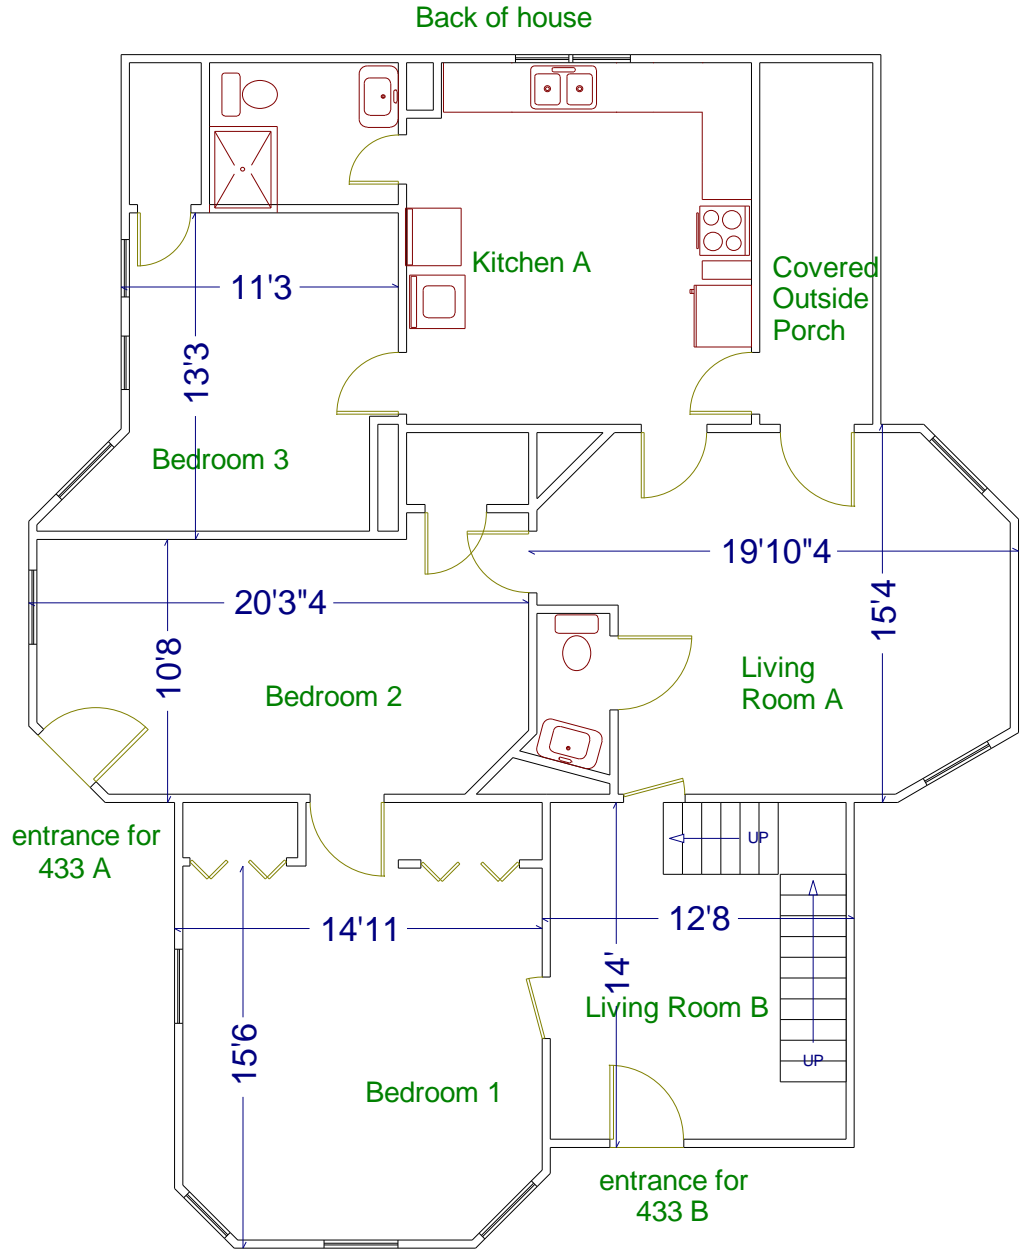 Back of house
Kitchen A
11'3
Covered
Outside
Porch
13'3
Bedroom 3
19'10"4
20'3"4
15'4
10'8
Living
Room A
Bedroom 2
entrance for
433 A
UP
14'11
12'8
14'
Living Room B
15'6
UP
Bedroom 1
entrance for
433 B